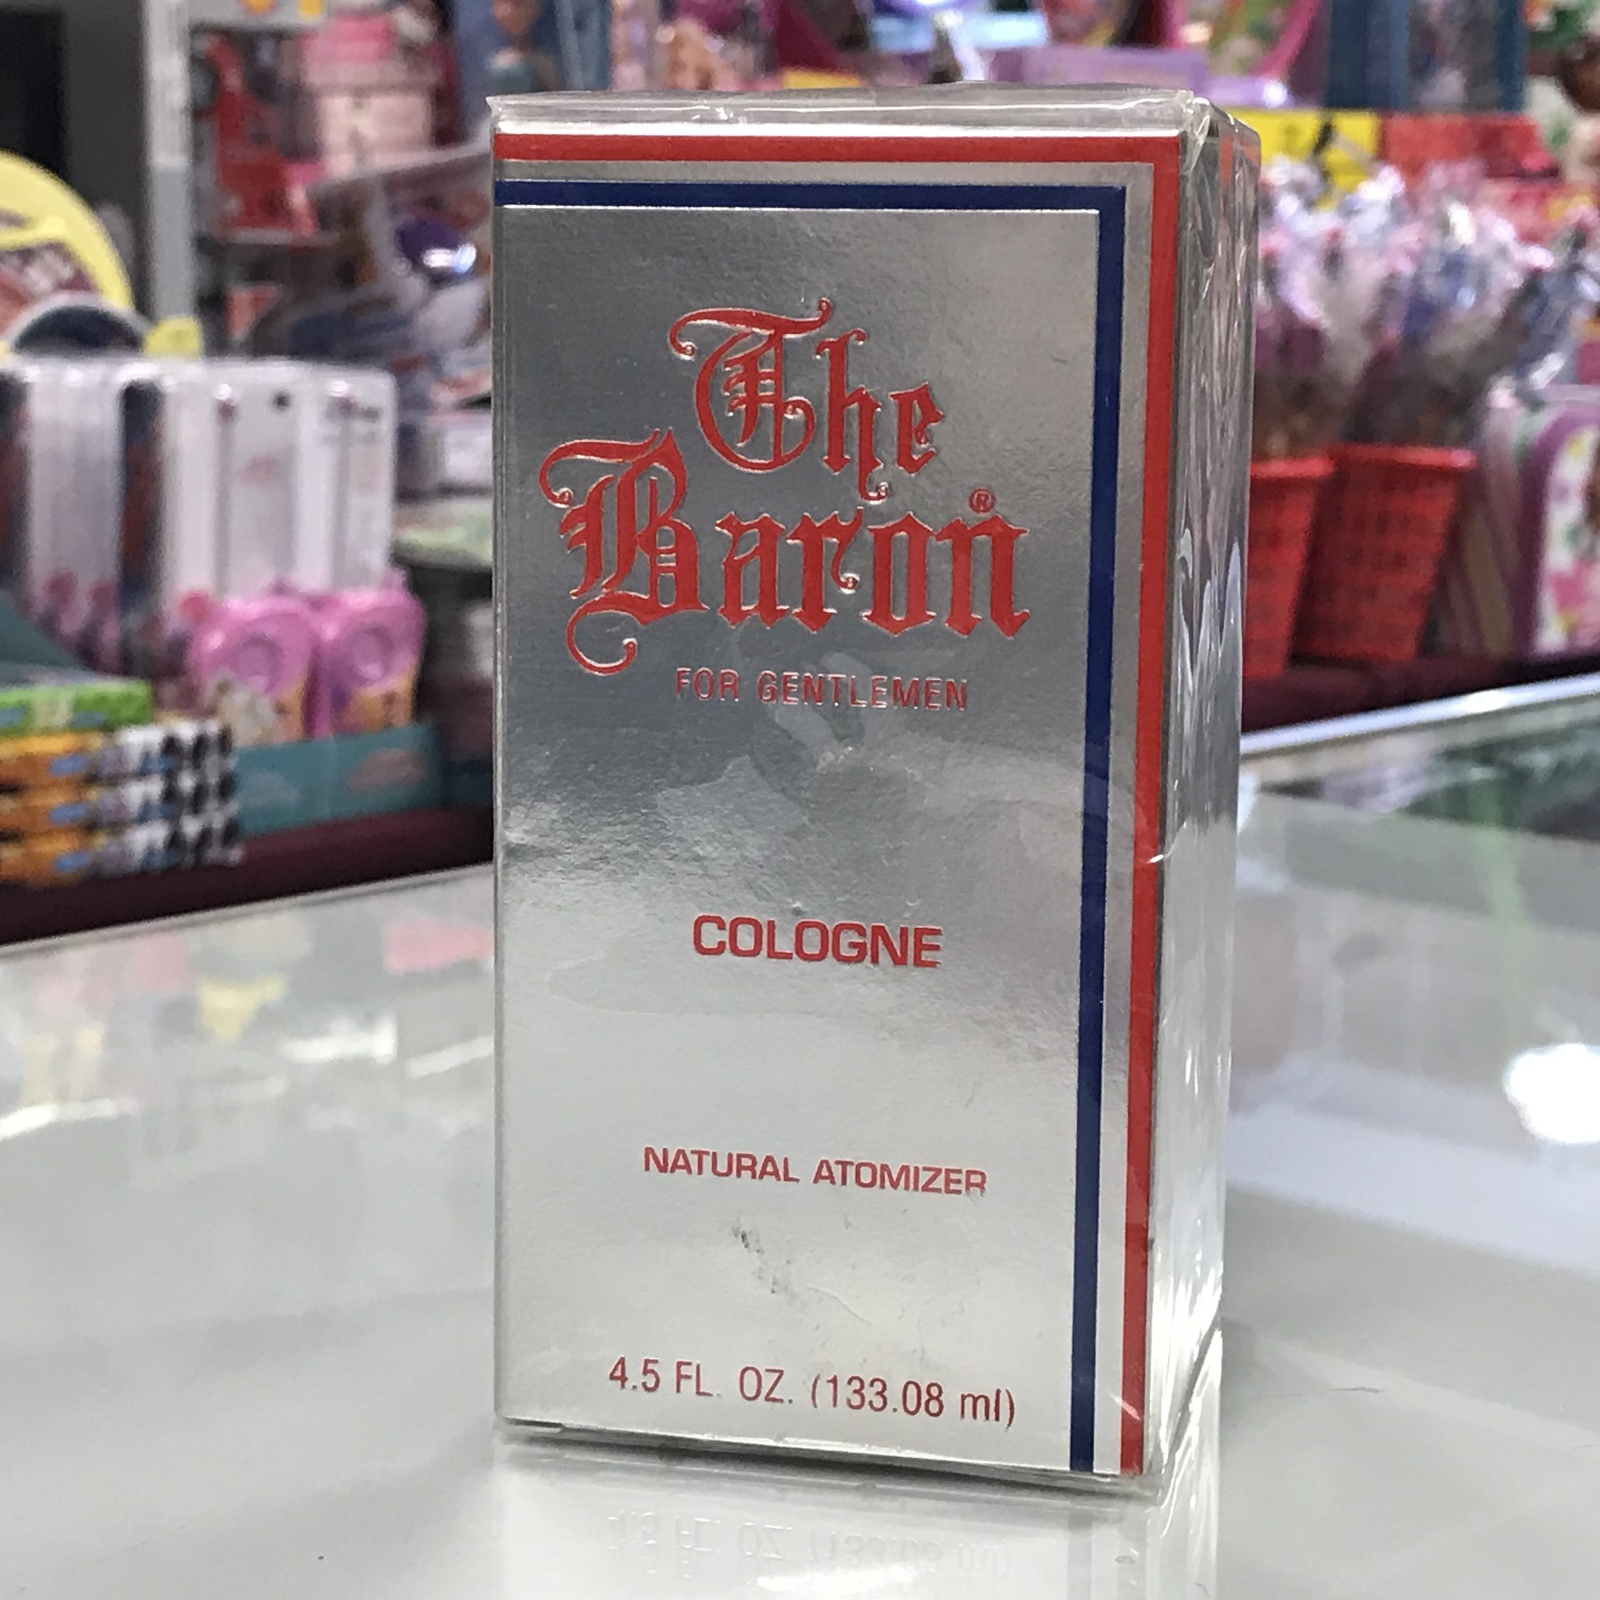 The
Baron®
FOR GENTLEMEN
COLOGNE
NATURAL ATOMIZER
4.5 FL. OZ. (133.08 ml)